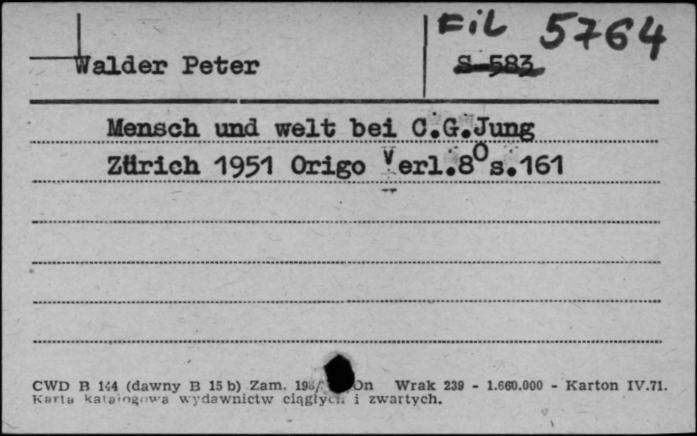 Fil 5764
Walder Peter
S-583
Mensch und welt bei C.G.Jung
Zürich 1951 Origo Verl.8° s.161
CWD B 144 (dawny B 15 b) Zam. On Wrak 239 - 1.660.000 - Karton IV.71.
Karta katalogowa wydawnictw ciągłych i zwartych.